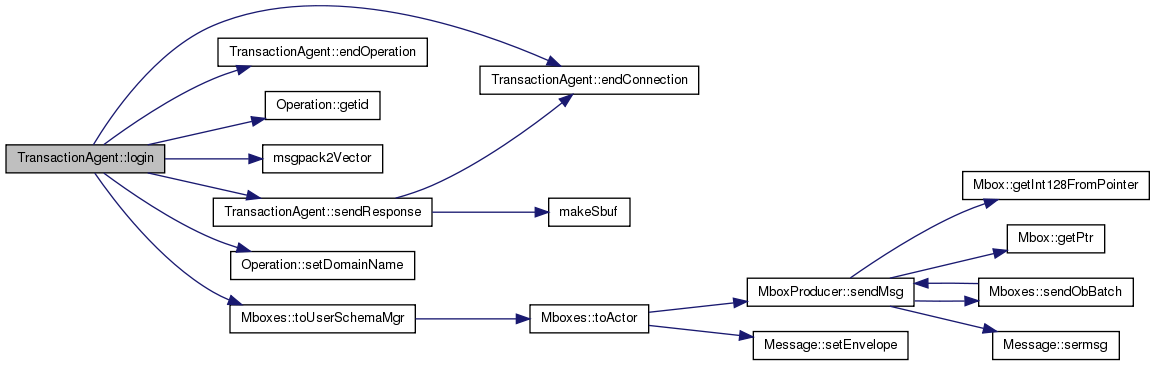 TransactionAgent::login
TransactionAgent::endOperation
Operation::getid
msgpack2Vector
TransactionAgent::sendResponse
Operation::setDomainName
Mboxes::toUserSchemaMgr
TransactionAgent::endConnection
makeSbuf
Mboxes::toActor
MboxProducer::sendMsg
Message::setEnvelope
Mbox::getInt128FromPointer
Mbox::getPtr
Mboxes::sendObBatch
Message::sermsg